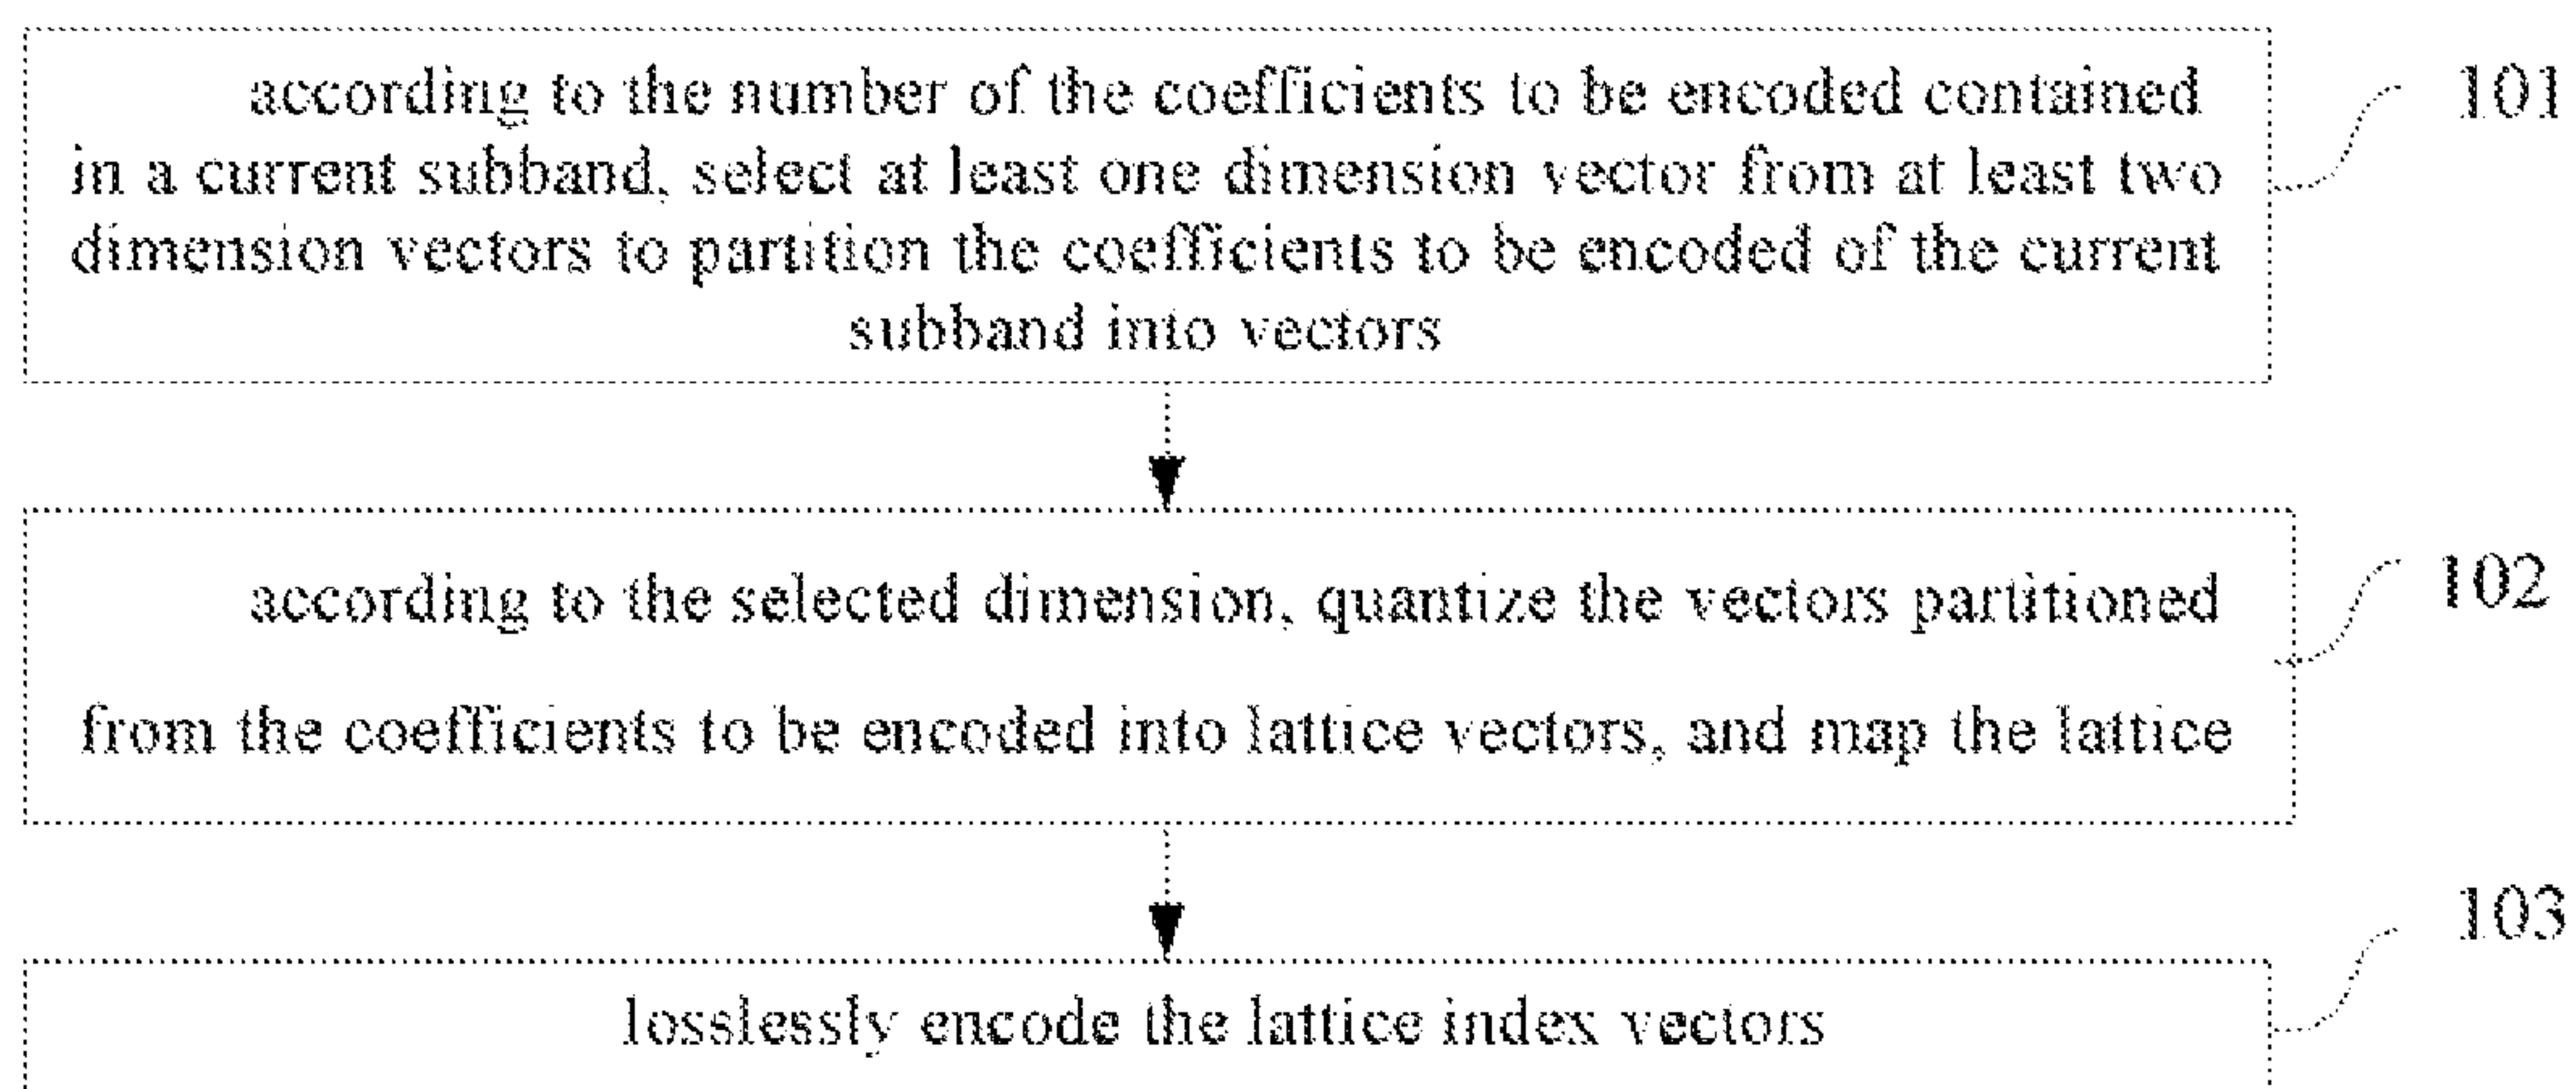 according to the number of the coefficients to be encoded contained
in a current subband, select at least one dimension vector from at least two
dimension vectors to partition the coefficients to be encoded of the current
subband into vectors
101
according to the selected dimension, quantize the vectors partitioned
from the coefficients to be encoded into lattice vectors, and map the lattice
102
losslessly encode the lattice index vectors
103